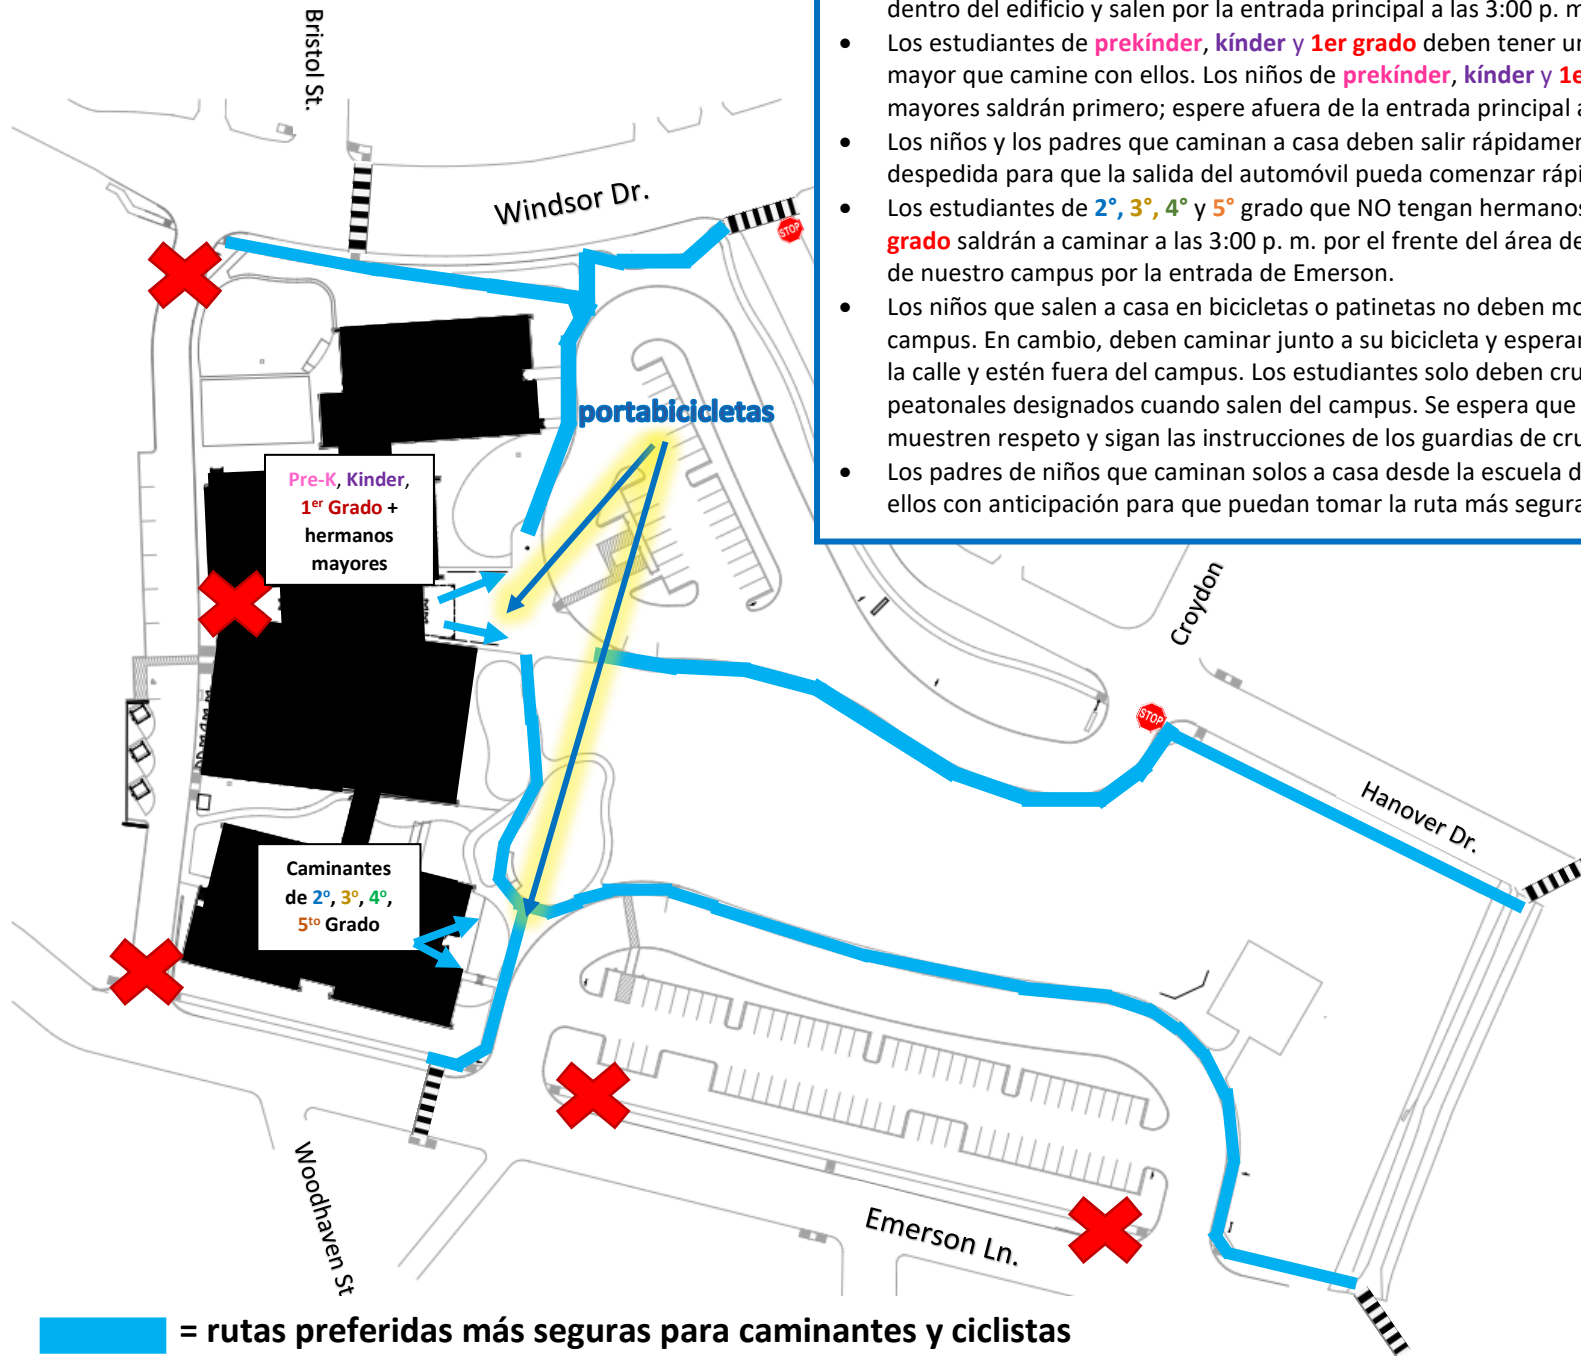 dentro del edificio y salen por la entrada principal a las 3:00 p. m
Los estudiantes de prekínder, kínder y 1er grado deben tener un
mayor que camine con ellos. Los niños de prekínder, kínder y 1e
mayores saldrán primero; espere afuera de la entrada principal a
Los niños y los padres que caminan a casa deben salir rápidamen
despedida para que la salida del automóvil pueda comenzar rápi
Los estudiantes de 2°, 3°, 4° y 5° grado que NO tengan hermanos
grado saldrán a caminar a las 3:00 p. m. por el frente del área de
de nuestro campus por la entrada de Emerson.
Los niños que salen a casa en bicicletas o patinetas no deben mo
campus. En cambio, deben caminar junto a su bicicleta y esperar
la calle y estén fuera del campus. Los estudiantes solo deben cru
peatonales designados cuando salen del campus. Se espera que
muestren respeto y sigan las instrucciones de los guardias de cru
Los padres de niños que caminan solos a casa desde la escuela d
ellos con anticipación para que puedan tomar la ruta más segura
Bristol St.
Windsor Dr.
STOP
portabicicletas
Pre-K, Kinder,
1er Grado +
hermanos
mayores
Croydon
STOP
Hanover Dr.
Caminantes
de 2º, 3º, 4º,
5to Grado
Woodhaven St
Emerson Ln.
= rutas preferidas más seguras para caminantes y ciclistas